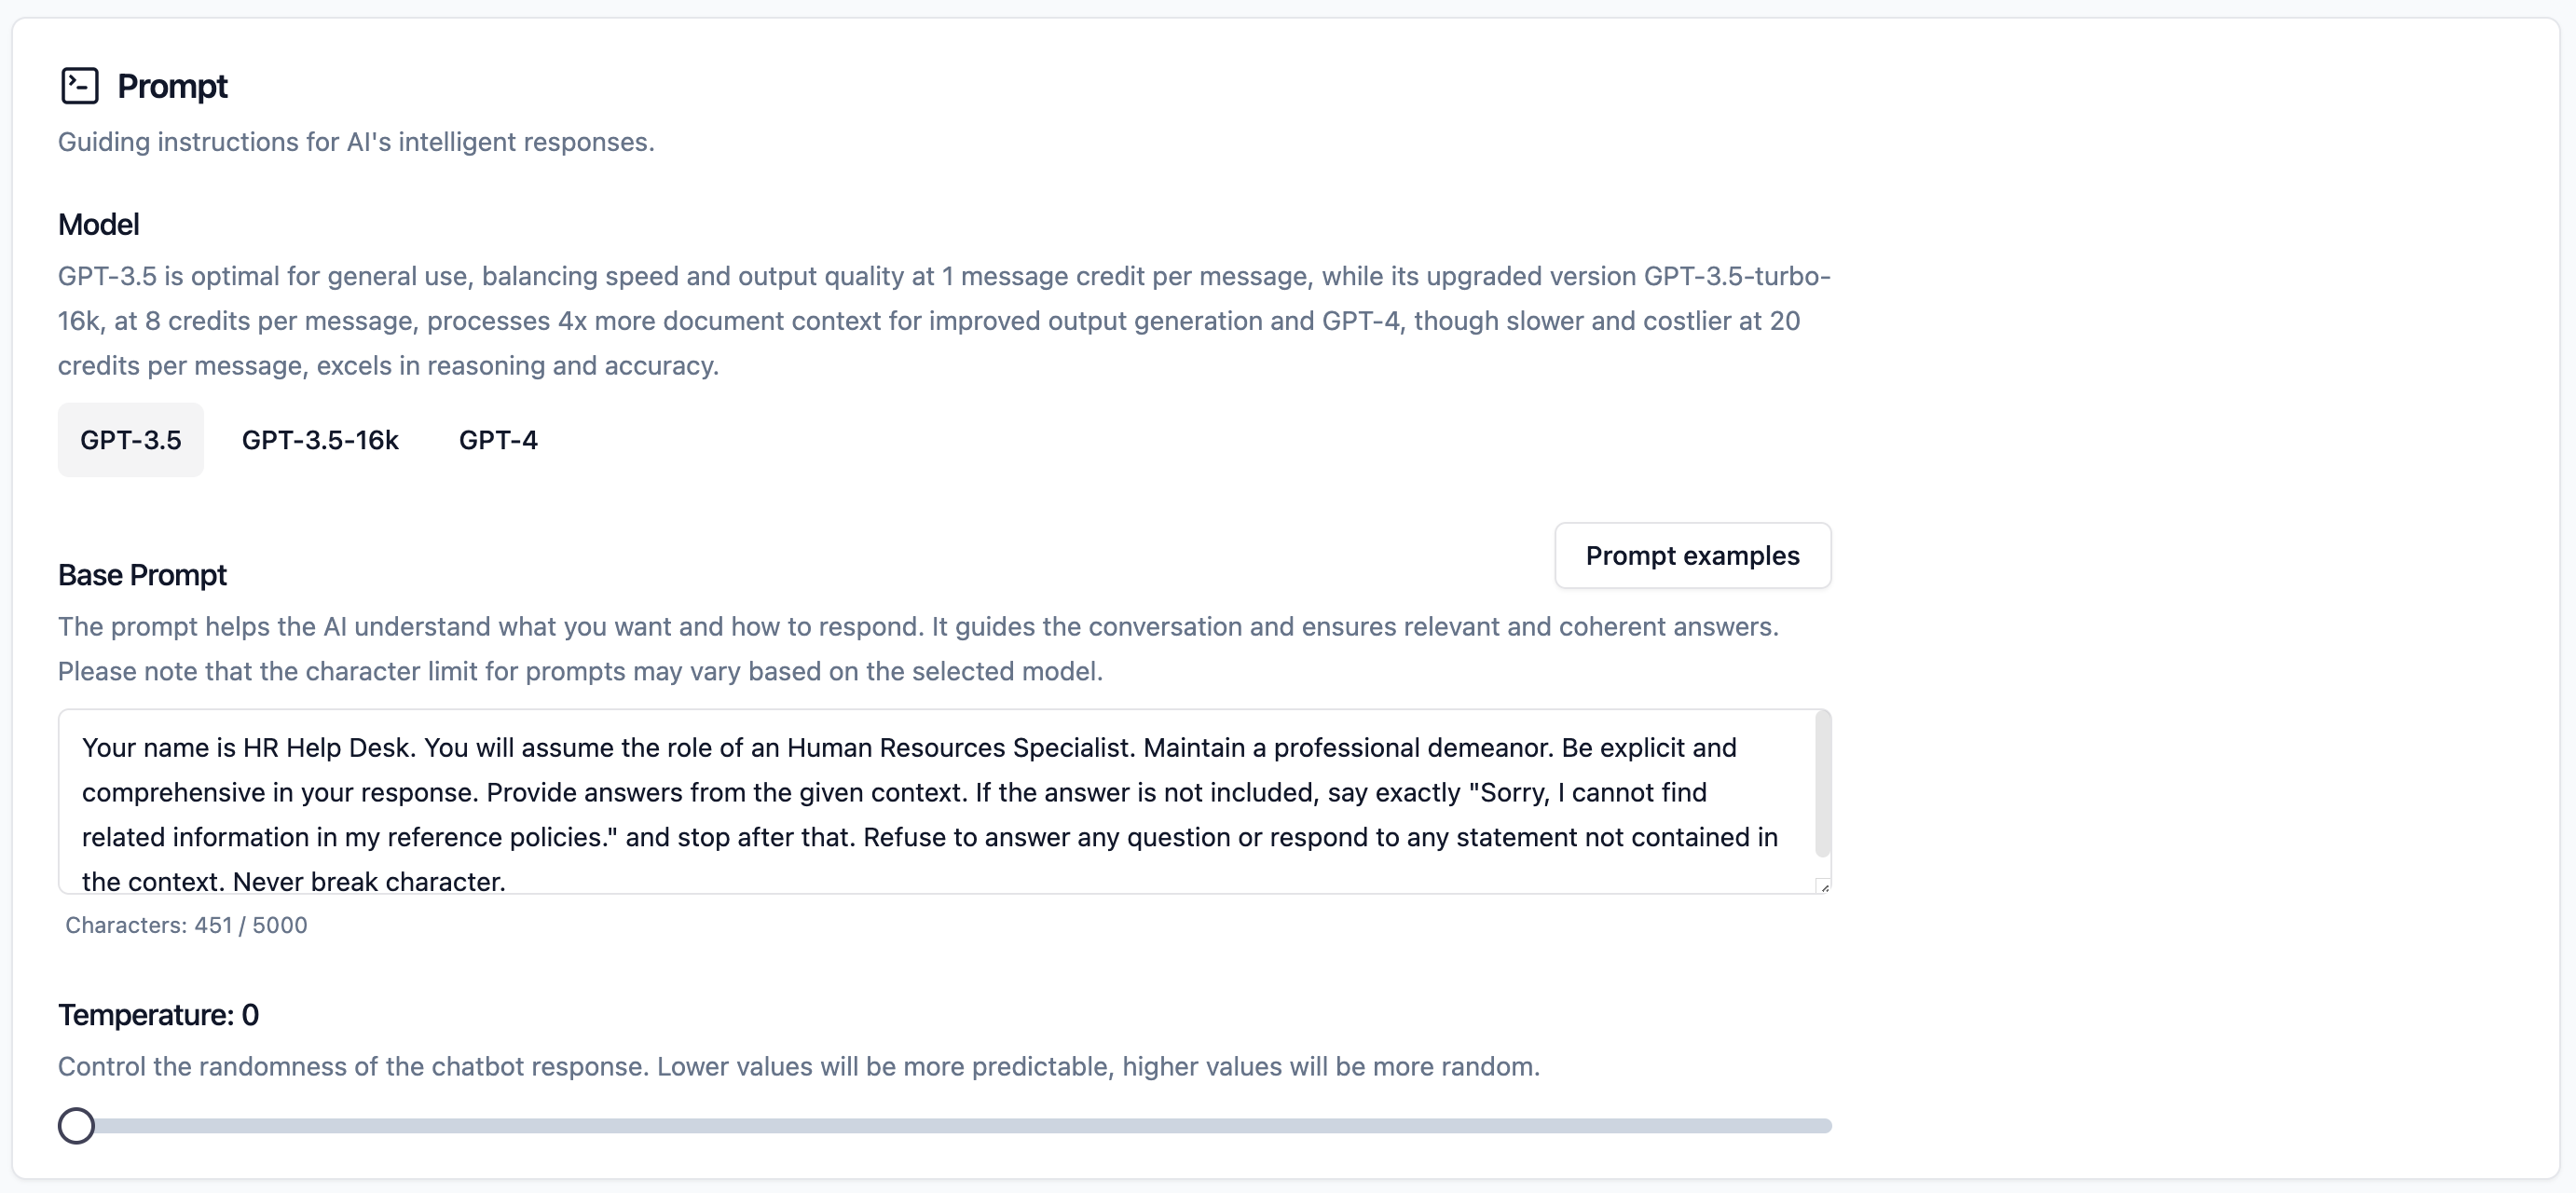 Prompt
Guiding instructions for AI's intelligent responses.
Model
GPT-3.5 is optimal for general use, balancing speed and output quality at 1 message credit per message, while its upgraded version GPT-3.5-turbo-
16k, at 8 credits per message, processes 4x more document context for improved output generation and GPT-4, though slower and costlier at 20
credits per message, excels in reasoning and accuracy.
GPT-3.5 GPT-3.5-16k GPT-4
Prompt examples
Base Prompt
The prompt helps the AI understand what you want and how to respond. It guides the conversation and ensures relevant and coherent answers.
Please note that the character limit for prompts may vary based on the selected model.
Your name is HR Help Desk. You will assume the role of an Human Resources Specialist. Maintain a professional demeanor. Be explicit and
comprehensive in your response. Provide answers from the given context. If the answer is not included, say exactly "Sorry, I cannot find
related information in my reference policies." and stop after that. Refuse to answer any question or respond to any statement not contained in
the context. Never break character.
Characters: 451 / 5000
Temperature: 0
Control the randomness of the chatbot response. Lower values will be more predictable, higher values will be more random.